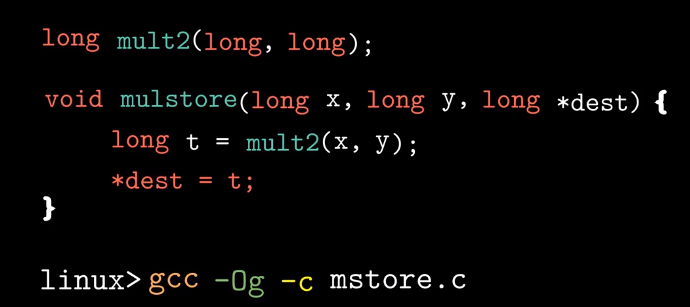 long mult2(long, long);
void mulstore(long x, long y, long *dest) {
long t = mult2(x, y);
*dest = t;
}
linux> gcc -Og -c mstore.c